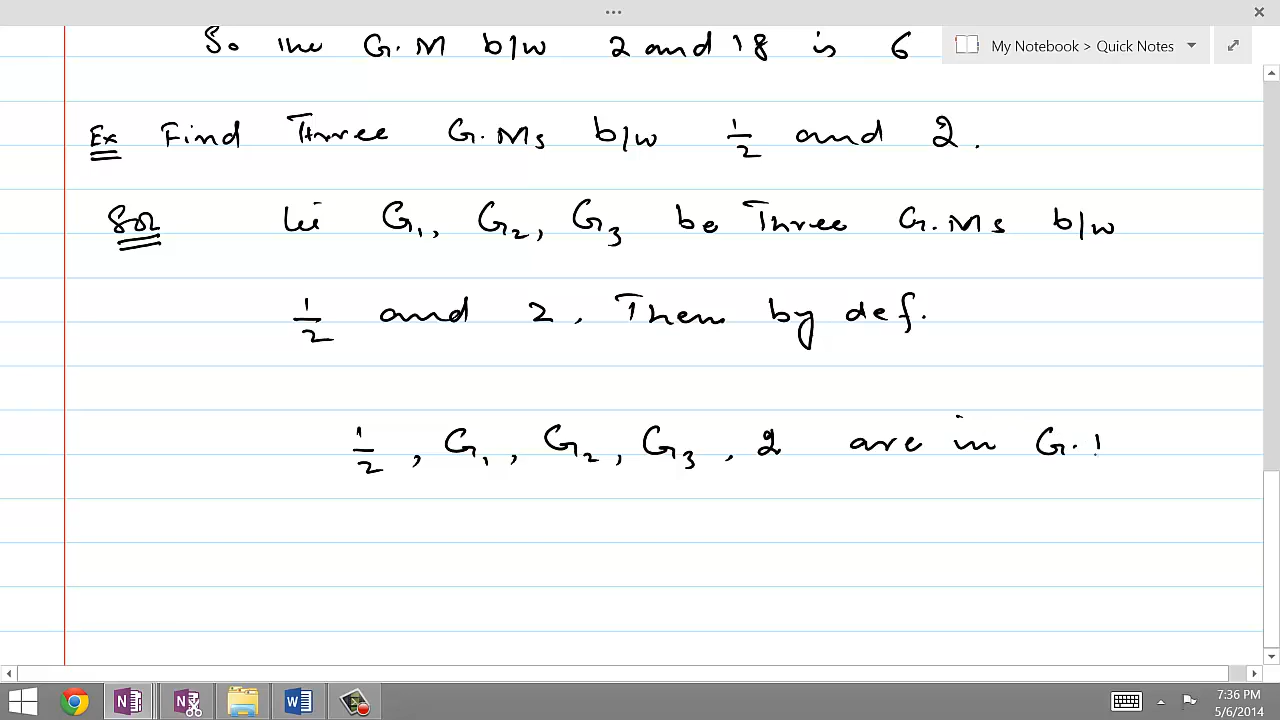 ...
So the G.M b/w 2 and 18 is 6
My Notebook > Quick Notes
Ex Find Three G.Ms b/w 1/2 and 2.
Sol Let G1, G2, G3 be Three G.Ms b/w
1/2 and 2. Then by def.
1/2, G1, G2, G3, 2 are in G.
7:36 PM
5/6/2014